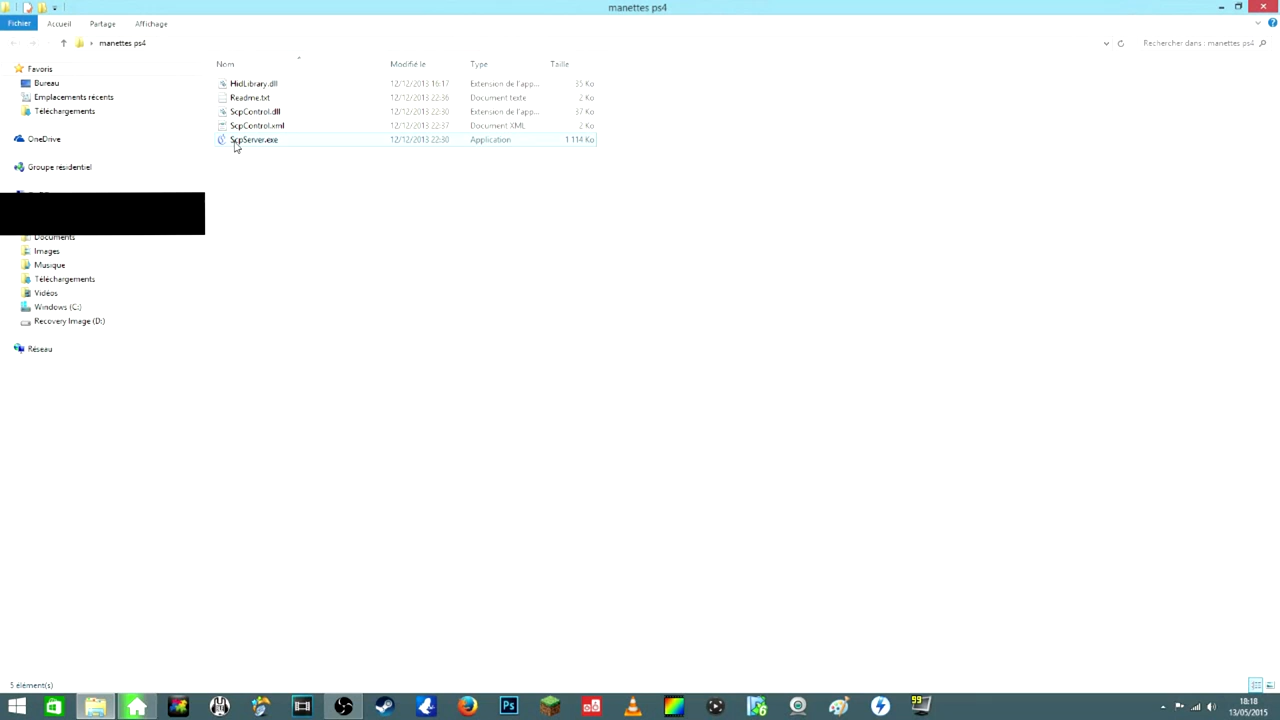 manettes ps4
Fichier Accueil Partage Affichage
manettes ps4
Rechercher dans : manettes ps4
Nom Modifié le Type Taille
HidLibrary.dll 12/12/2013 16:17 Extension de l'app... 35 Ko
Readme.txt 12/12/2013 22:36 Document texte 2 Ko
ScpControl.dll 12/12/2013 22:30 Extension de l'app... 37 Ko
ScpControl.xml 12/12/2013 22:37 Document XML 2 Ko
ScpServer.exe 12/12/2013 22:30 Application 1 114 Ko
Favoris
Bureau
Emplacements récents
Téléchargements
OneDrive
Groupe résidentiel
Documents
Images
Musique
Téléchargements
Vidéos
Windows (C:)
Recovery Image (D:)
Réseau
5 élément(s)
99
18:18
13/05/2015